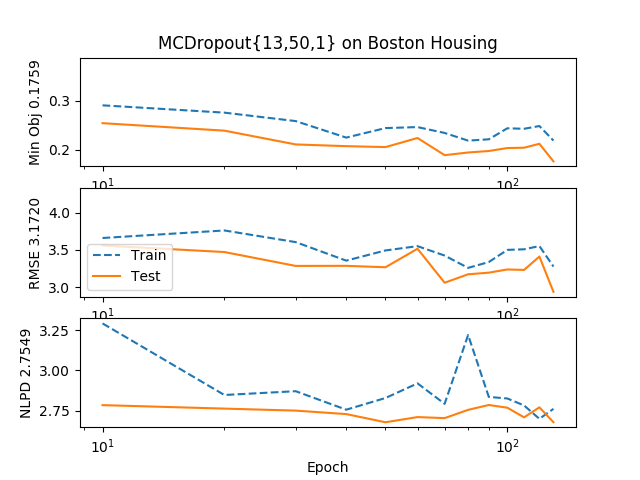 MCDropout{13,50,1} on Boston Housing
Min Obj 0.1759
0.3
0.2
10¹
10²
RMSE 3.1720
4.0
3.5
3.0
Train
Test
10¹
10²
NLPD 2.7549
3.25
3.00
2.75
10¹
10²
Epoch